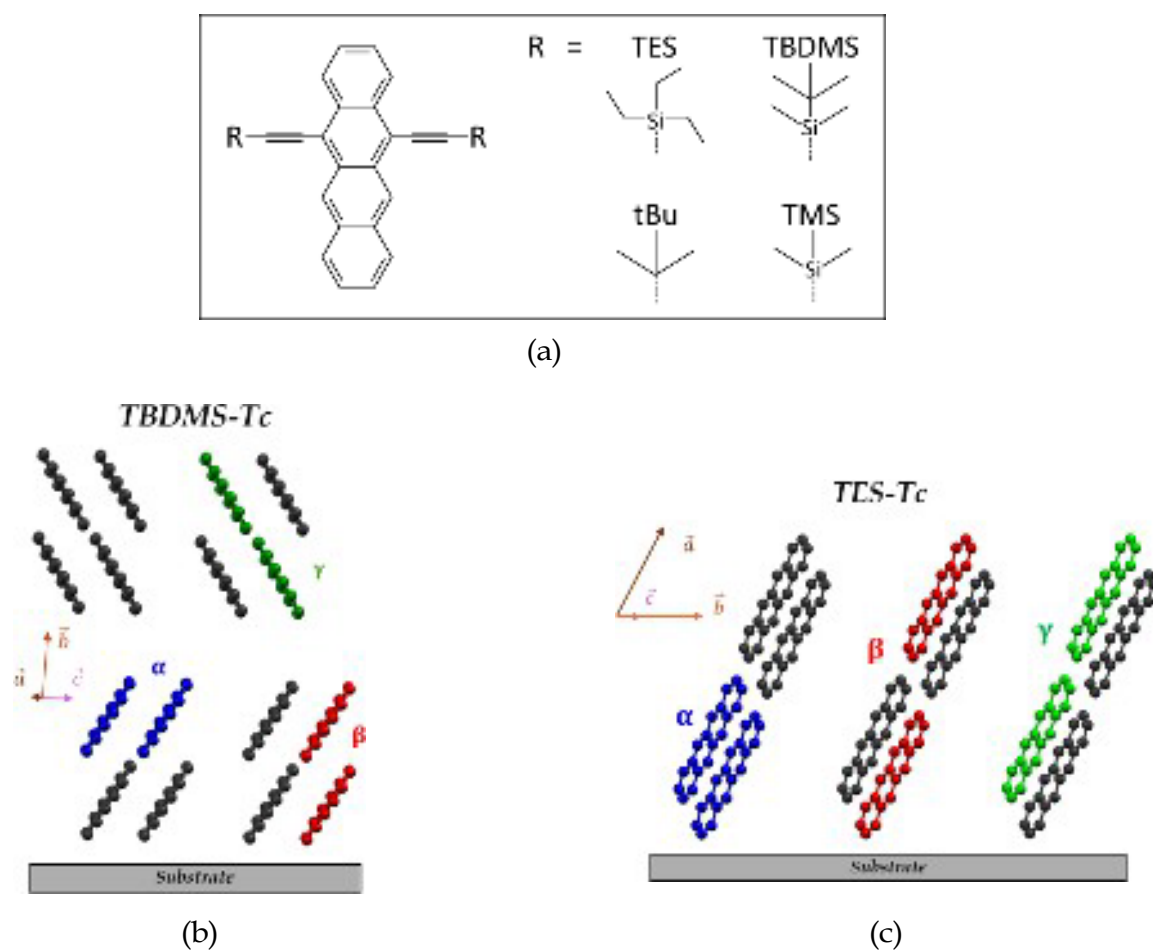 R = TES TBDMS
Si
Si
R R
tBu TMS
Si
(a)
TBDMS-Tc
γ
b
α
a c
β
Substrate
(b)
TES-Tc
a
c b
β γ
α
Substrate
(c)